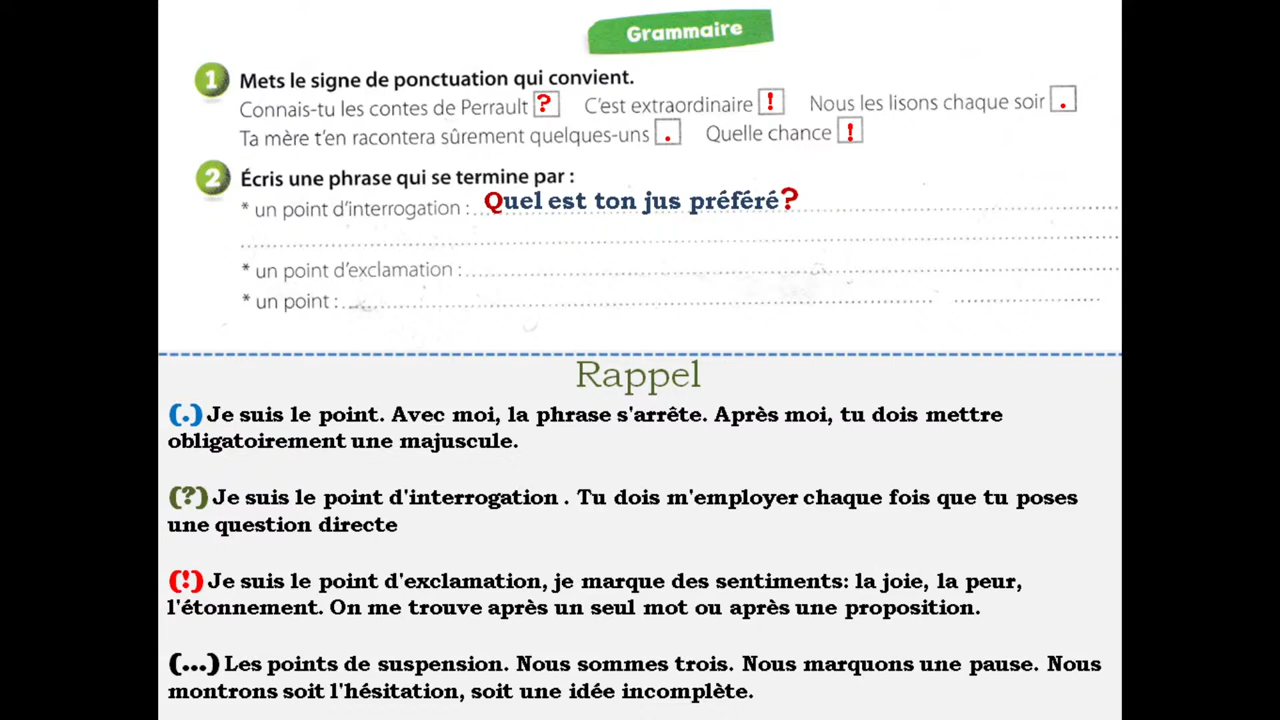 Grammaire
1 Mets le signe de ponctuation qui convient.
Connais-tu les contes de Perrault ? C'est extraordinaire ! Nous les lisons chaque soir .
Ta mère t'en racontera sûrement quelques-uns . Quelle chance !
2 Écris une phrase qui se termine par :
* un point d'interrogation : Quel est ton jus préféré?
* un point d'exclamation :
* un point :
Rappel
(.) Je suis le point. Avec moi, la phrase s'arrête. Après moi, tu dois mettre
obligatoirement une majuscule.
(?) Je suis le point d'interrogation . Tu dois m'employer chaque fois que tu poses
une question directe
(!) Je suis le point d'exclamation, je marque des sentiments: la joie, la peur,
l'étonnement. On me trouve après un seul mot ou après une proposition.
(...) Les points de suspension. Nous sommes trois. Nous marquons une pause. Nous
montrons soit l'hésitation, soit une idée incomplète.